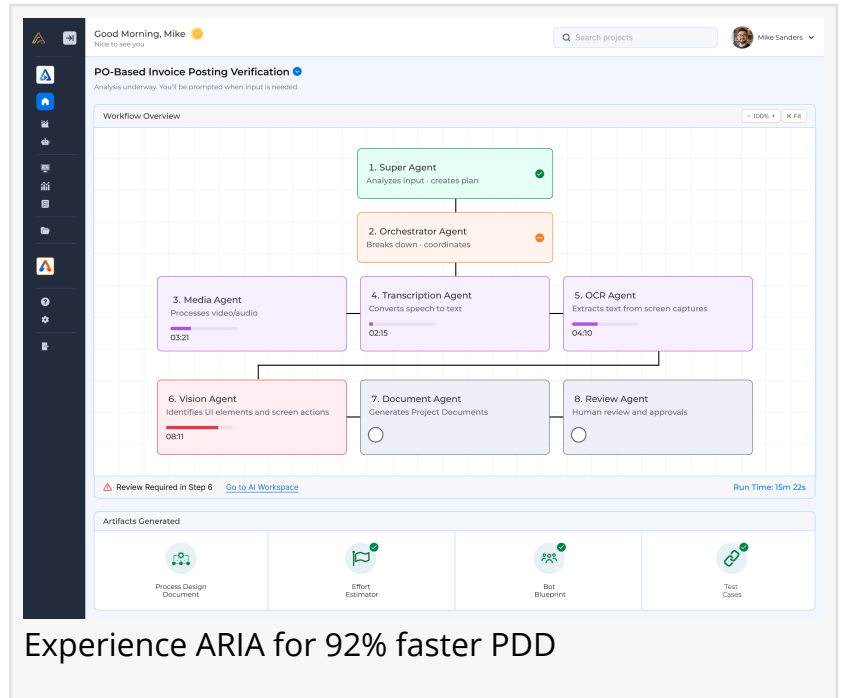 Good Morning, Mike
Nice to see you
Search projects
Mike Sanders
PO-Based Invoice Posting Verification
Analysis underway. You'll be prompted when input is needed.
Workflow Overview
- 100% +
Fit
1. Super Agent
Analyzes input · creates plan
2. Orchestrator Agent
Breaks down · coordinates
3. Media Agent
Processes video/audio
03:21
4. Transcription Agent
Converts speech to text
02:15
5. OCR Agent
Extracts text from screen captures
04:10
6. Vision Agent
Identifies UI elements and screen actions
08:11
7. Document Agent
Generates Project Documents
8. Review Agent
Human review and approvals
Review Required in Step 6
Go to AI Workspace
Run Time: 15m 22s
Artifacts Generated
Process Design
Document
Effort
Estimator
Bot
Blueprint
Test
Cases
Experience ARIA for 92% faster PDD